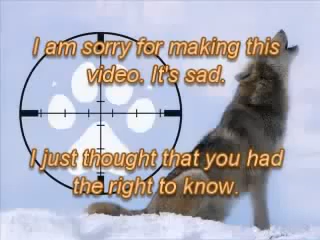 I am sorry for making this
video. It's sad.
I just thought that you had
the right to know.